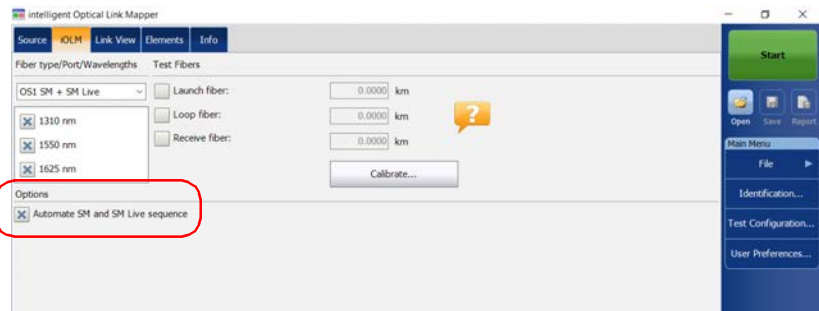 intelligent Optical Link Mapper
Source iOLM Link View Elements Info
Start
Fiber type/Port/Wavelengths Test Fibers
OS1 SM + SM Live
Launch fiber: 0.0000 km
Loop fiber: 0.0000 km
Receive fiber: 0.0000 km
?
1310 nm
1550 nm
1625 nm
Calibrate...
Options
Automate SM and SM Live sequence
Open Save Report
Main Menu
File
Identification...
Test Configuration...
User Preferences...